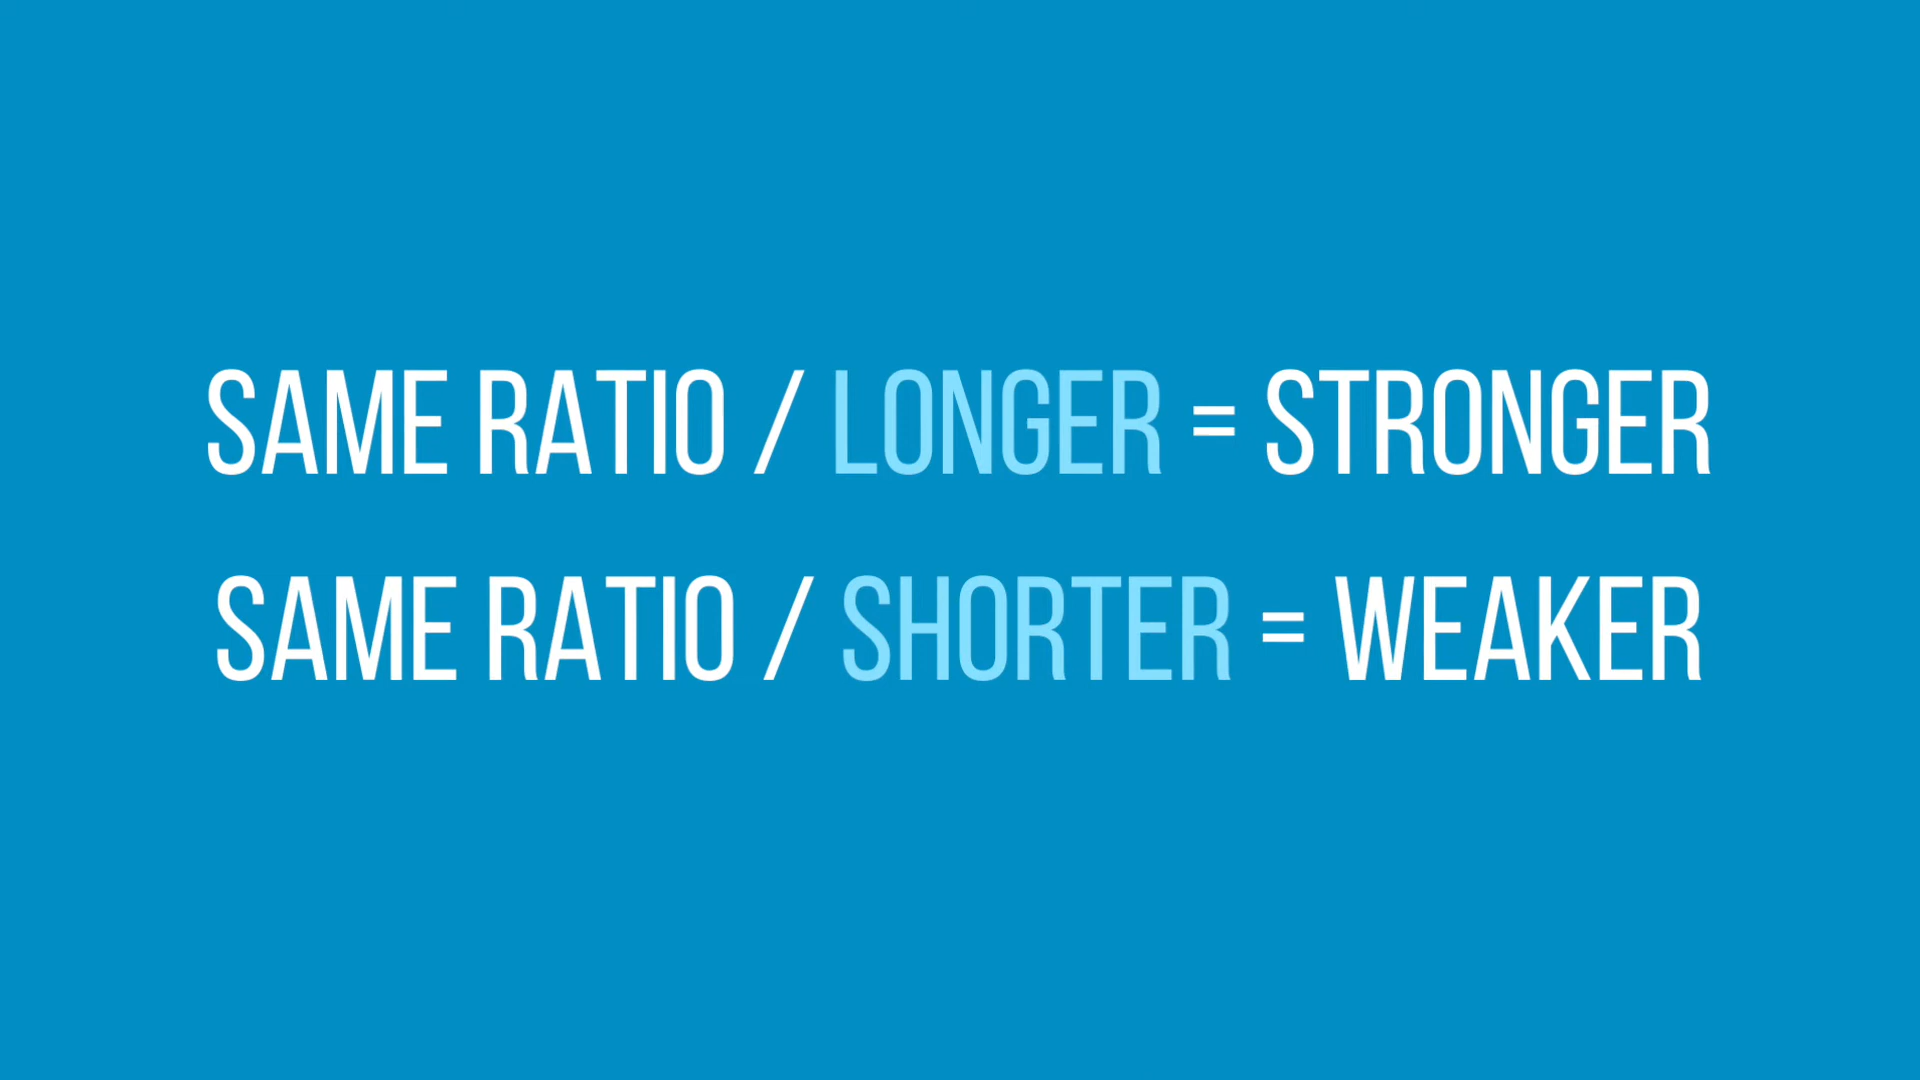 SAME RATIO / LONGER = STRONGER
SAME RATIO / SHORTER = WEAKER